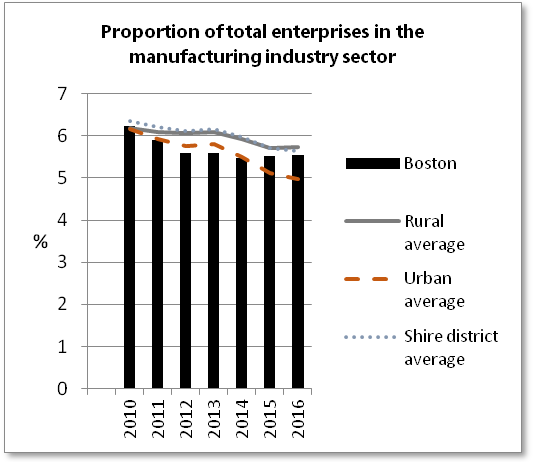 Proportion of total enterprises in the
manufacturing industry sector
7
6
5
4
3
2
1
0
%
2010
2011
2012
2013
2014
2015
2016
Boston
Rural
average
Urban
average
Shire district
average